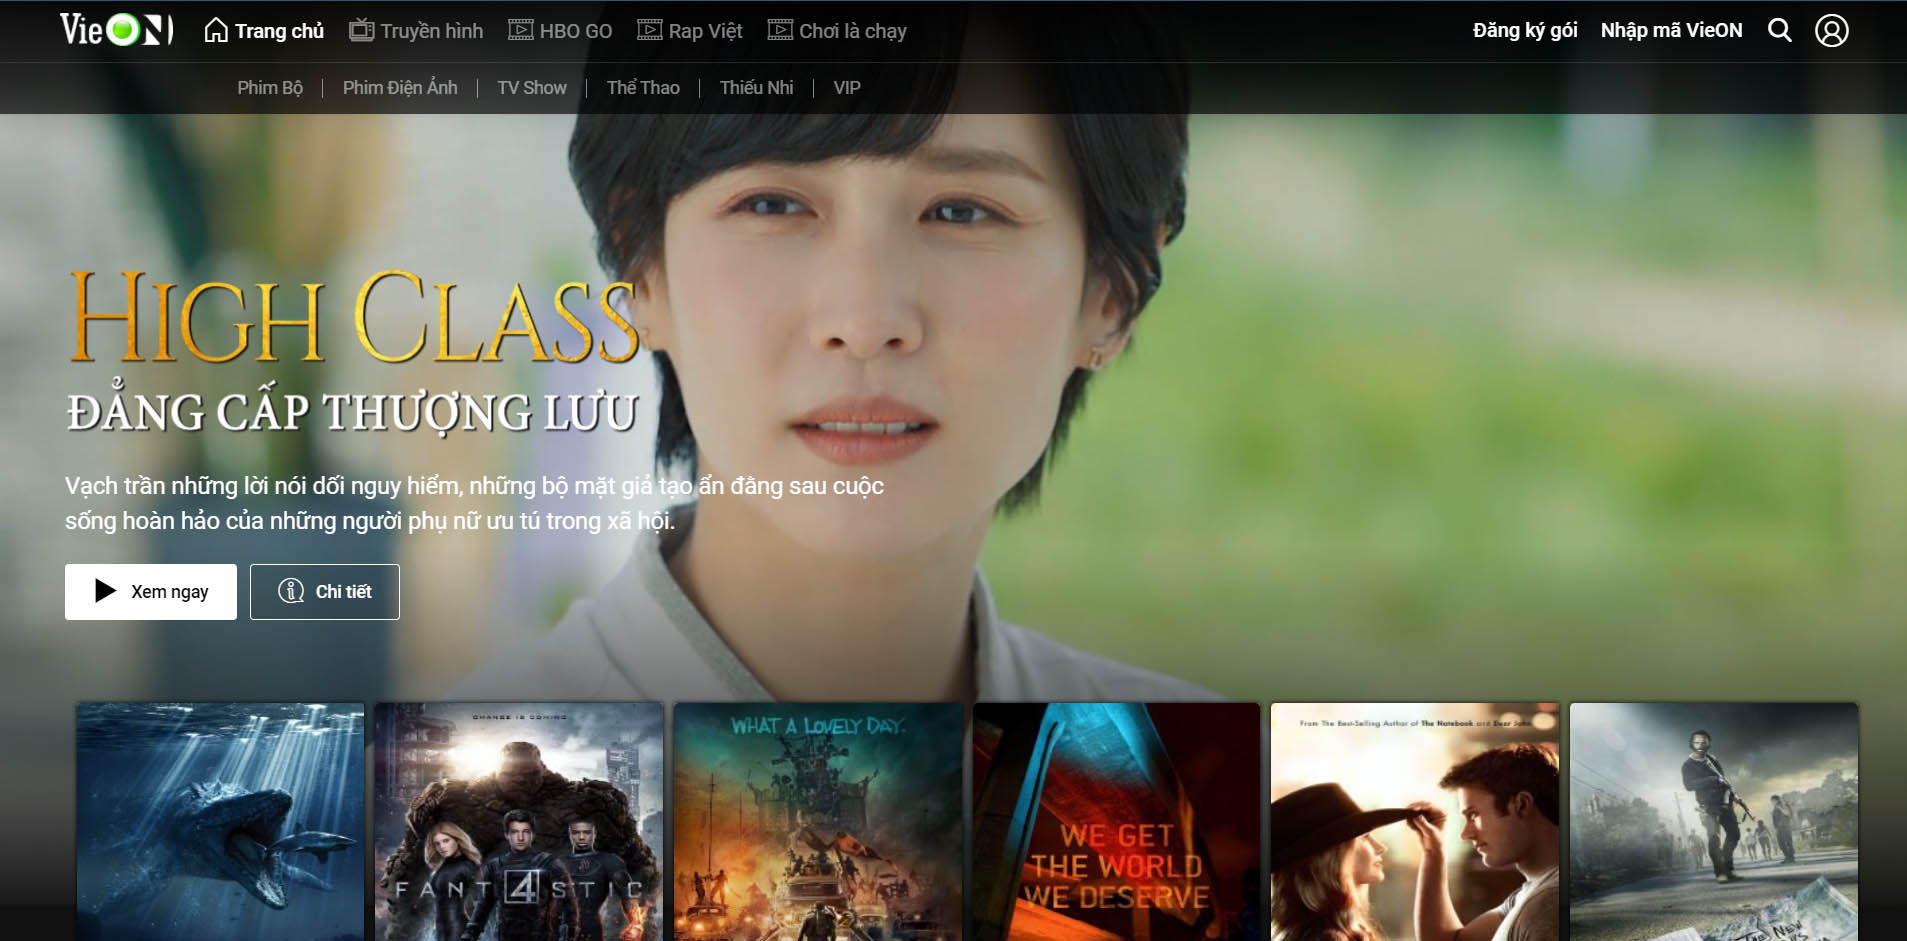 VieON
Trang chủ
Truyền hình
HBO GO
Rap Việt
Chơi là chạy
Đăng ký gói
Nhập mã VieON
Phim Bộ
Phim Điện Ảnh
TV Show
Thể Thao
Thiếu Nhi
VIP
HIGH CLASS
ĐẲNG CẤP THƯỢNG LƯU
Vạch trần những lời nói dối nguy hiểm, những bộ mặt giả tạo ẩn đằng sau cuộc
sống hoàn hảo của những người phụ nữ ưu tú trong xã hội.
Xem ngay
Chi tiết
CHANGE IS COMING
FANT4STIC
WHAT A LOVELY DAY.
WE GET
THE WORLD
WE DESERVE
From The Best-Selling Author of The Notebook and Dear John